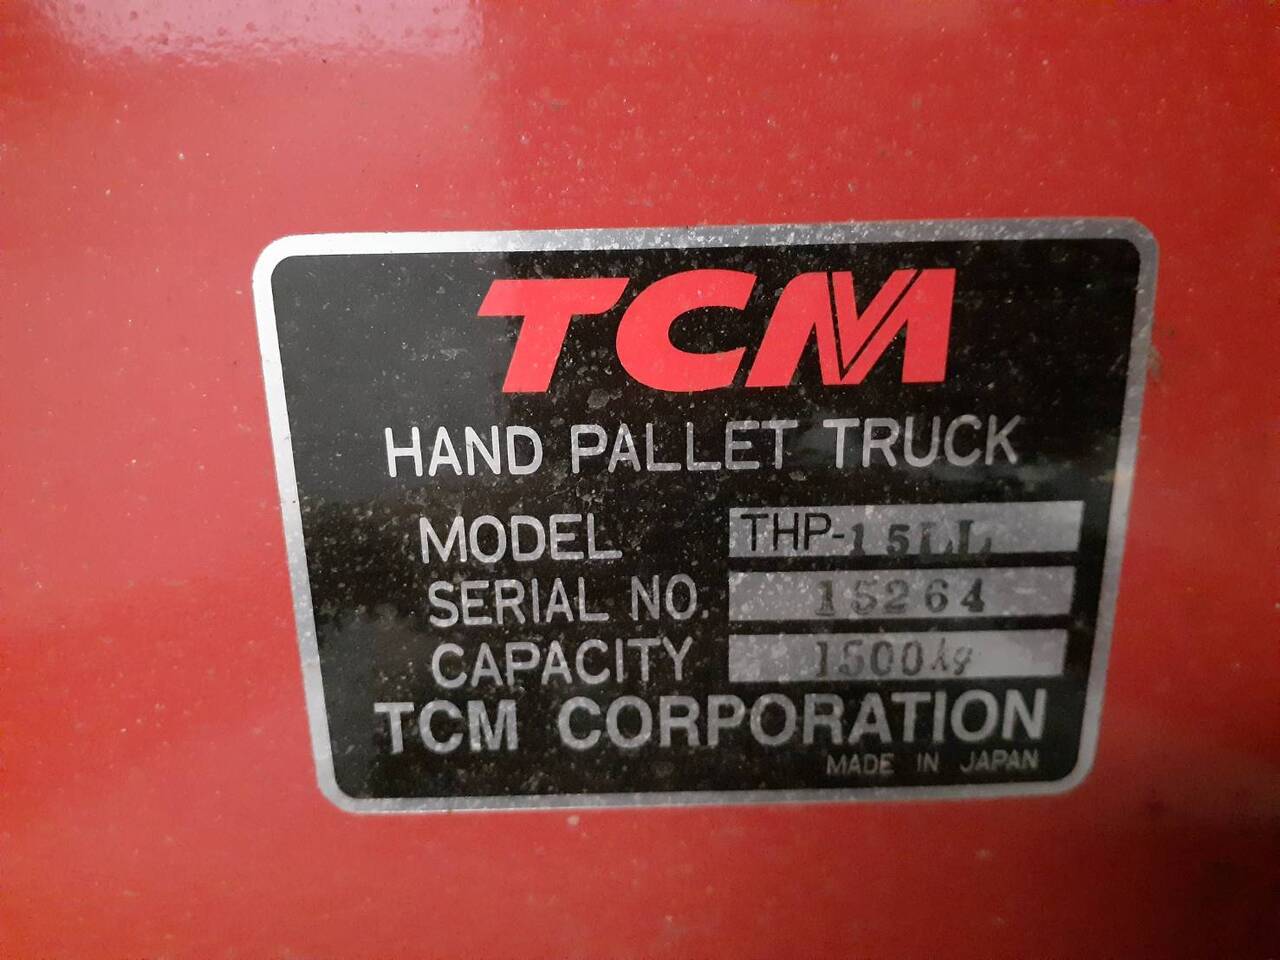 TCM
HAND PALLET TRUCK
MODEL THP-15LL
SERIAL NO. 15264
CAPACITY 1500kg
TCM CORPORATION
MADE IN JAPAN